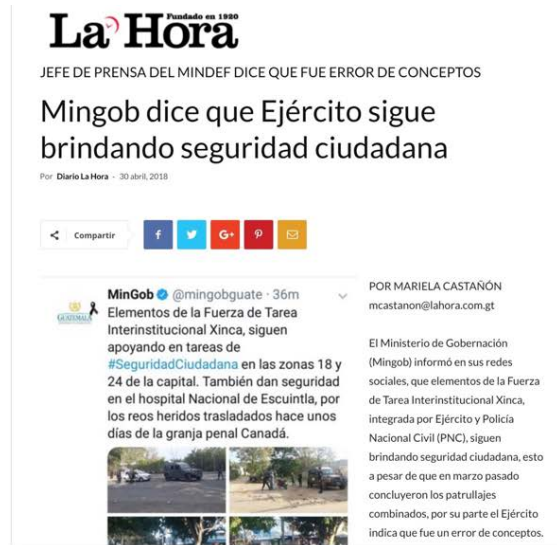 Fundado en 1920
La Hora
JEFE DE PRENSA DEL MINDEF DICE QUE FUE ERROR DE CONCEPTOS
Mingob dice que Ejército sigue
brindando seguridad ciudadana
Por Diario La Hora - 30 abril, 2018
Compartir
MinGob @mingobguate · 36m
Elementos de la Fuerza de Tarea
Interinstitucional Xinca, siguen
apoyando en tareas de
#SeguridadCiudadana en las zonas 18 y
24 de la capital. También dan seguridad
en el hospital Nacional de Escuintla, por
los reos heridos trasladados hace unos
días de la granja penal Canadá.
GUATEMALA
POR MARIELA CASTAÑÓN
mcastanon@lahora.com.gt
El Ministerio de Gobernación
(Mingob) informó en sus redes
sociales, que elementos de la Fuerza
de Tarea Interinstitucional Xinca,
integrada por Ejército y Policía
Nacional Civil (PNC), siguen
brindando seguridad ciudadana, esto
a pesar de que en marzo pasado
concluyeron los patrullajes
combinados, por su parte el Ejército
indica que fue un error de conceptos.